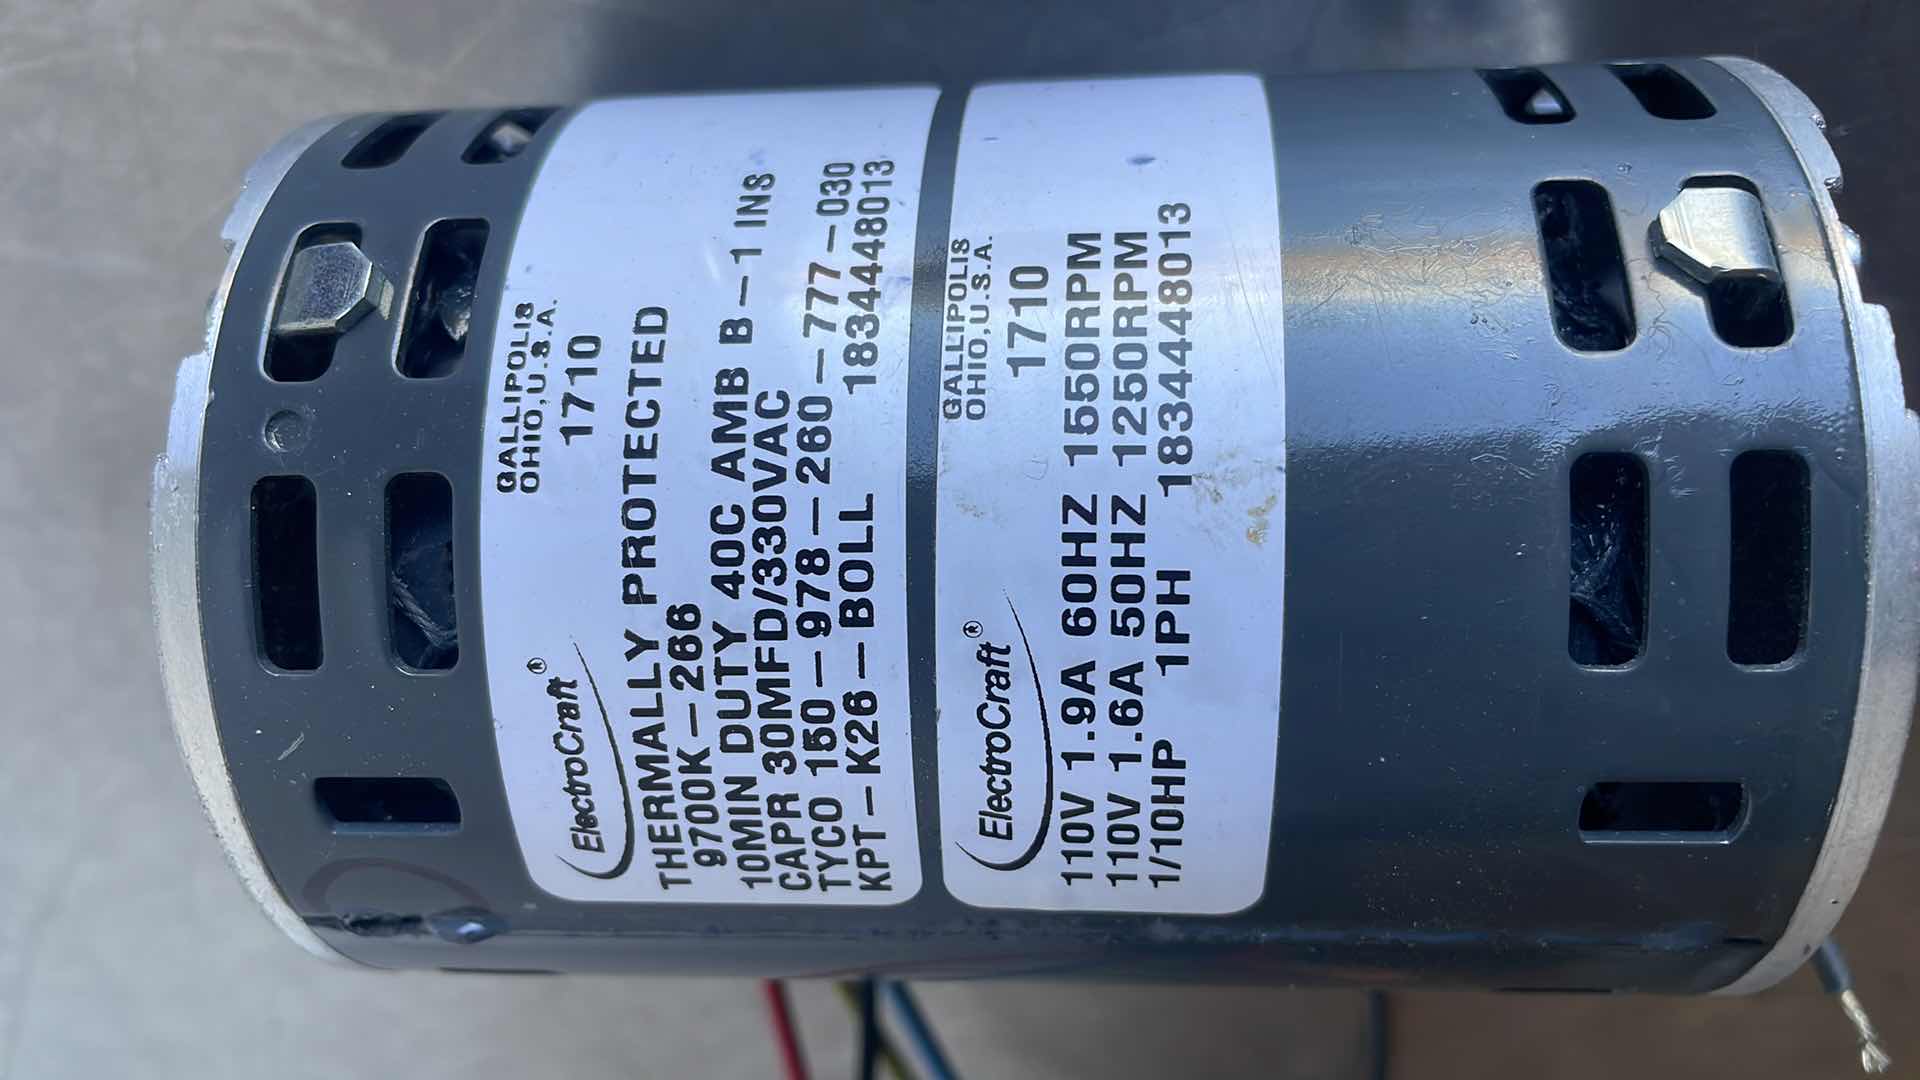 ElectroCraft®
GALLIPOLIS
OHIO,U.S.A.
1710
THERMALLY PROTECTED
9700K-266
10MIN DUTY 40C AMB B-1 INS
CAPR 30MFD/330VAC
TYCO 150-978-260-777-030
KPT-K26-BOLL 1834448013
ElectroCraft®
GALLIPOLIS
OHIO,U.S.A.
1710
110V 1.9A 60HZ 1550RPM
110V 1.6A 50HZ 1250RPM
1/10HP 1PH 1834448013